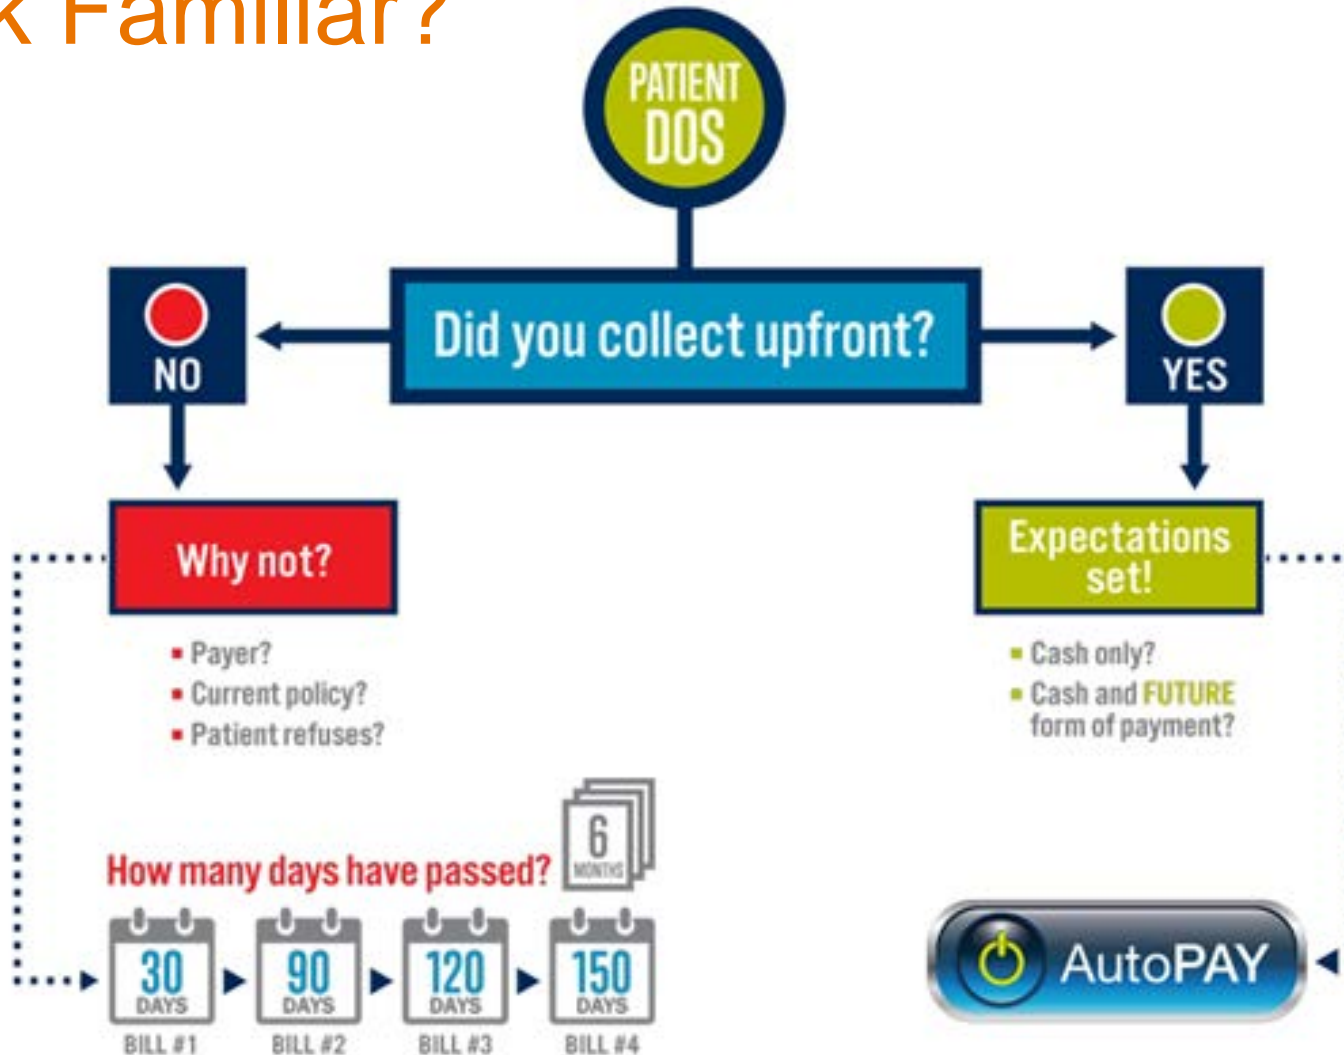 k Familiar?
PATIENT
DOS
Did you collect upfront?
NO
YES
Why not?
Expectations
set!
▪ Payer?
▪ Current policy?
▪ Patient refuses?
▪ Cash only?
▪ Cash and FUTURE
form of payment?
6
MONTHS
How many days have passed?
30
DAYS
BILL #1
90
DAYS
BILL #2
120
DAYS
BILL #3
150
DAYS
BILL #4
AutoPAY